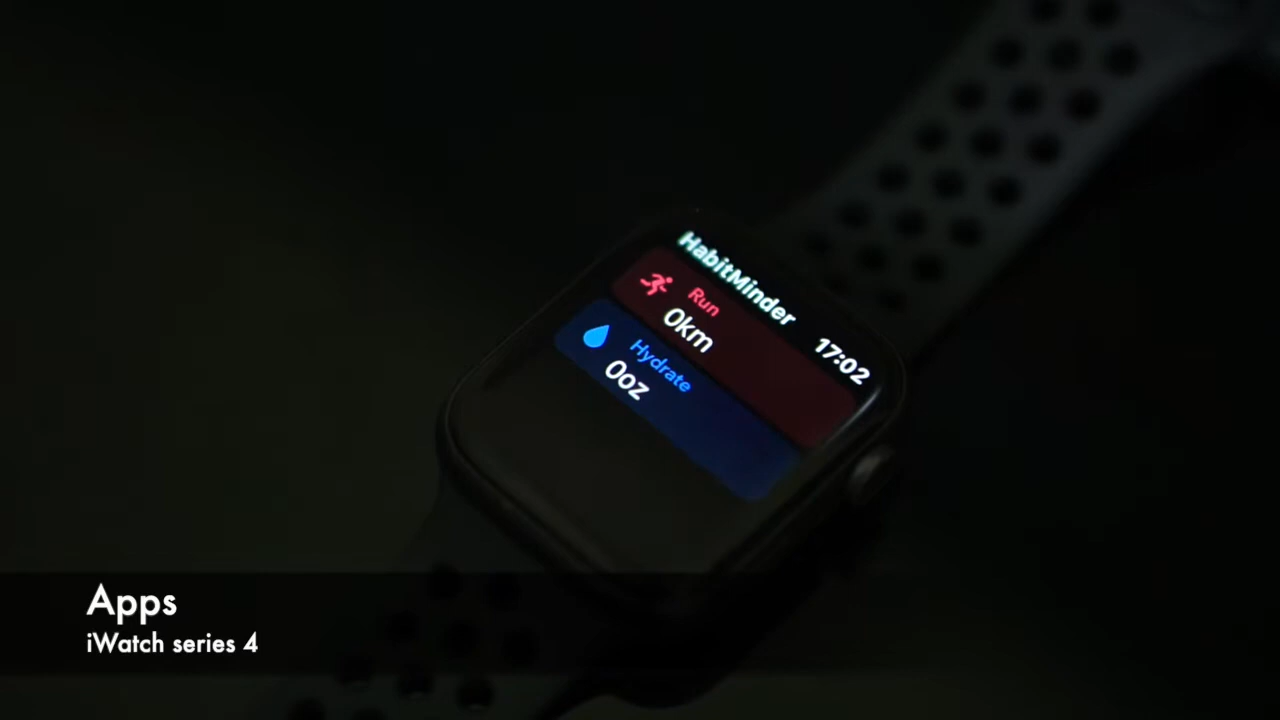 HabitMinder
17:02
Run
0km
Hydrate
0oz
Apps
iWatch series 4